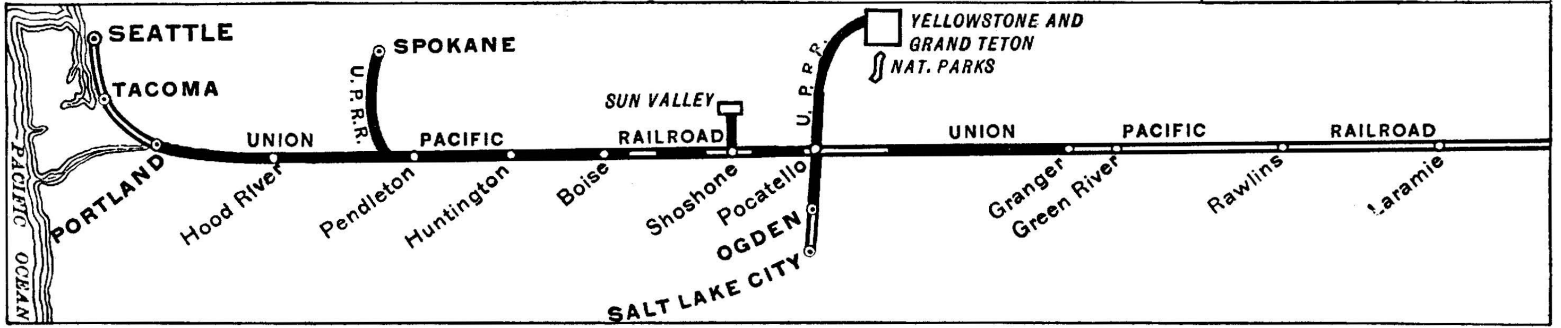 SEATTLE
TACOMA
PORTLAND
PACIFIC OCEAN
UNION PACIFIC RAILROAD
Hood River
SPOKANE
U.P.R.R.
Pendleton
Huntington
Boise
SUN VALLEY
Shoshone
Pocatello
U. P. R. R.
YELLOWSTONE AND
GRAND TETON
NAT. PARKS
OGDEN
SALT LAKE CITY
UNION PACIFIC RAILROAD
Granger
Green River
Rawlins
Laramie